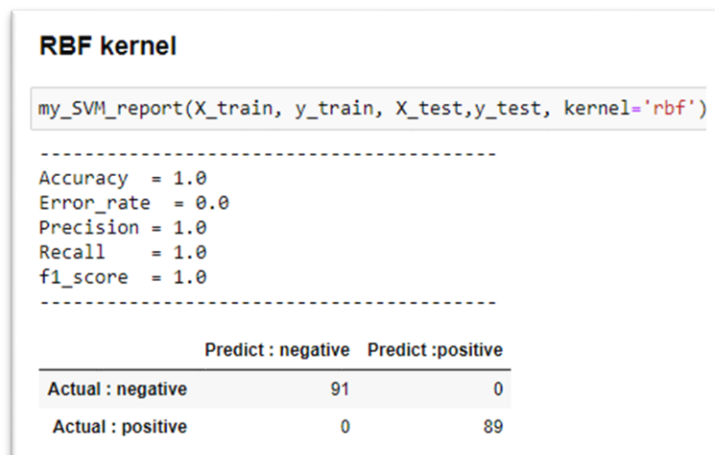 RBF kernel
my_SVM_report(X_train, y_train, X_test,y_test, kernel='rbf')
-----------------------------------------
Accuracy  = 1.0
Error_rate  = 0.0
Precision = 1.0
Recall    = 1.0
f1_score  = 1.0
-----------------------------------------
Predict : negative Predict :positive
Actual : negative 91 0
Actual : positive 0 89